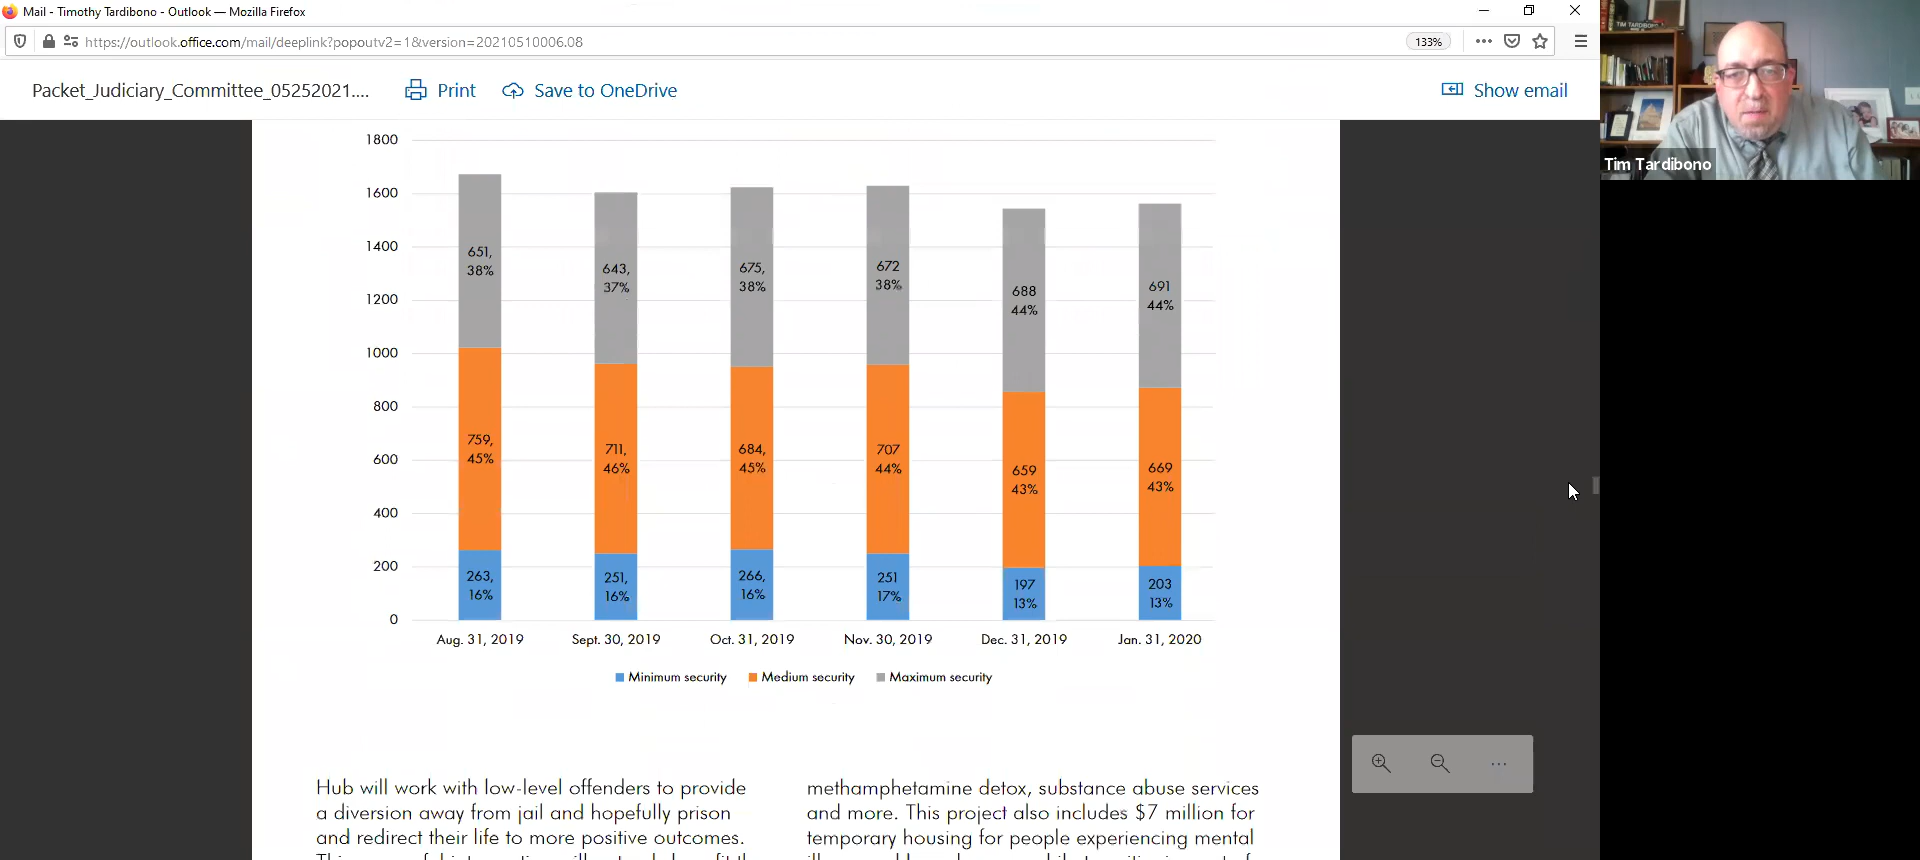 Mail - Timothy Tardibono - Outlook — Mozilla Firefox
https://outlook.office.com/mail/deeplink?popoutv2=1&version=20210510006.08
133%
Packet_Judiciary_Committee_05252021....
Print
Save to OneDrive
Show email
TIM TARDIBONO
Tim Tardibono
1800
1600
1400
1200
1000
800
600
400
200
0
651,
38%
759,
45%
263,
16%
643,
37%
711,
46%
251,
16%
675,
38%
684,
45%
266,
16%
672
38%
707
44%
251
17%
688
44%
659
43%
197
13%
691
44%
669
43%
203
13%
Aug. 31, 2019
Sept. 30, 2019
Oct. 31, 2019
Nov. 30, 2019
Dec. 31, 2019
Jan. 31, 2020
Minimum security
Medium security
Maximum security
Hub will work with low-level offenders to provide
a diversion away from jail and hopefully prison
and redirect their life to more positive outcomes.
methamphetamine detox, substance abuse services
and more. This project also includes $7 million for
temporary housing for people experiencing mental